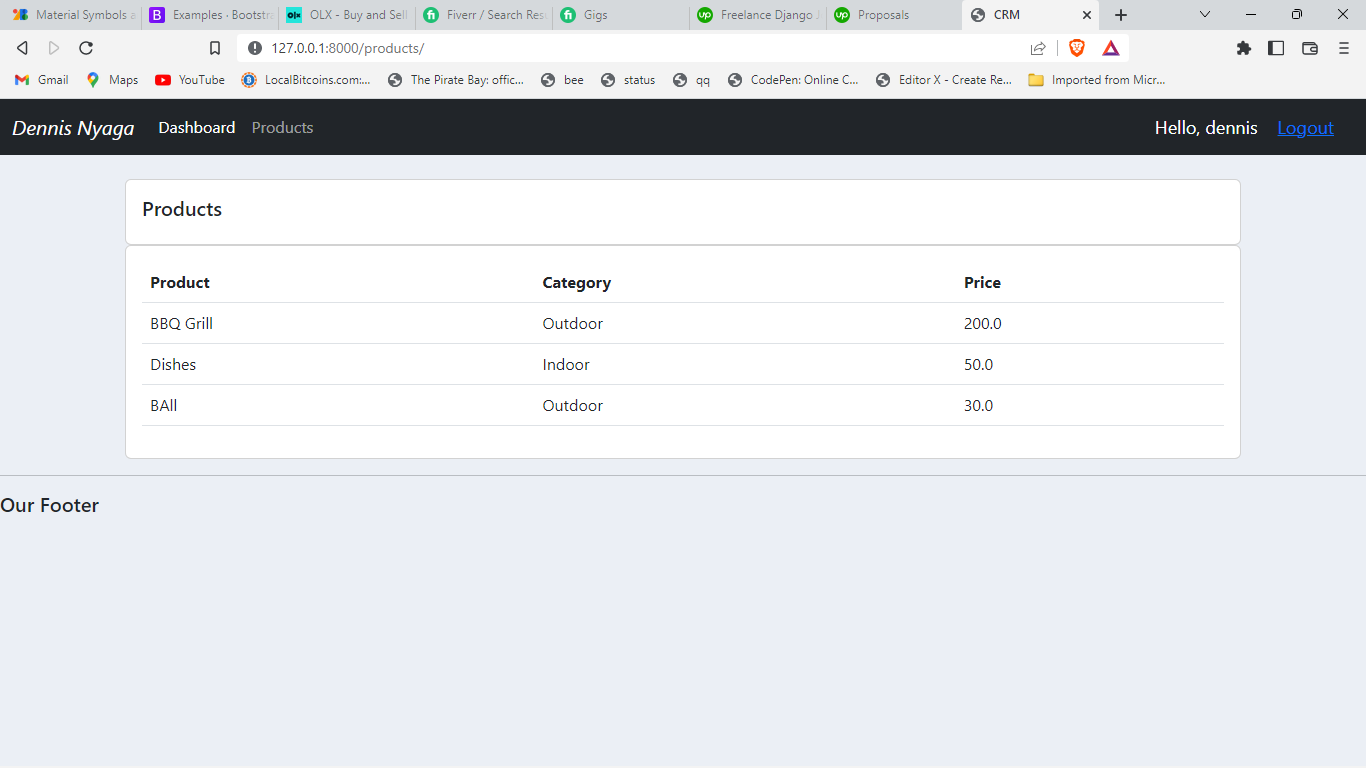 Material Symbols a
Examples · Bootstra
OLX - Buy and Sell
Fiverr / Search Res
Gigs
Freelance Django J
Proposals
CRM
127.0.0.1:8000/products/
Gmail
Maps
YouTube
LocalBitcoins.com:...
The Pirate Bay: offic...
bee
status
qq
CodePen: Online C...
Editor X - Create Re...
Imported from Micr...
Dennis Nyaga
Dashboard
Products
Hello, dennis
Logout
Products
Product Category Price
BBQ Grill Outdoor 200.0
Dishes Indoor 50.0
BAll Outdoor 30.0
Our Footer